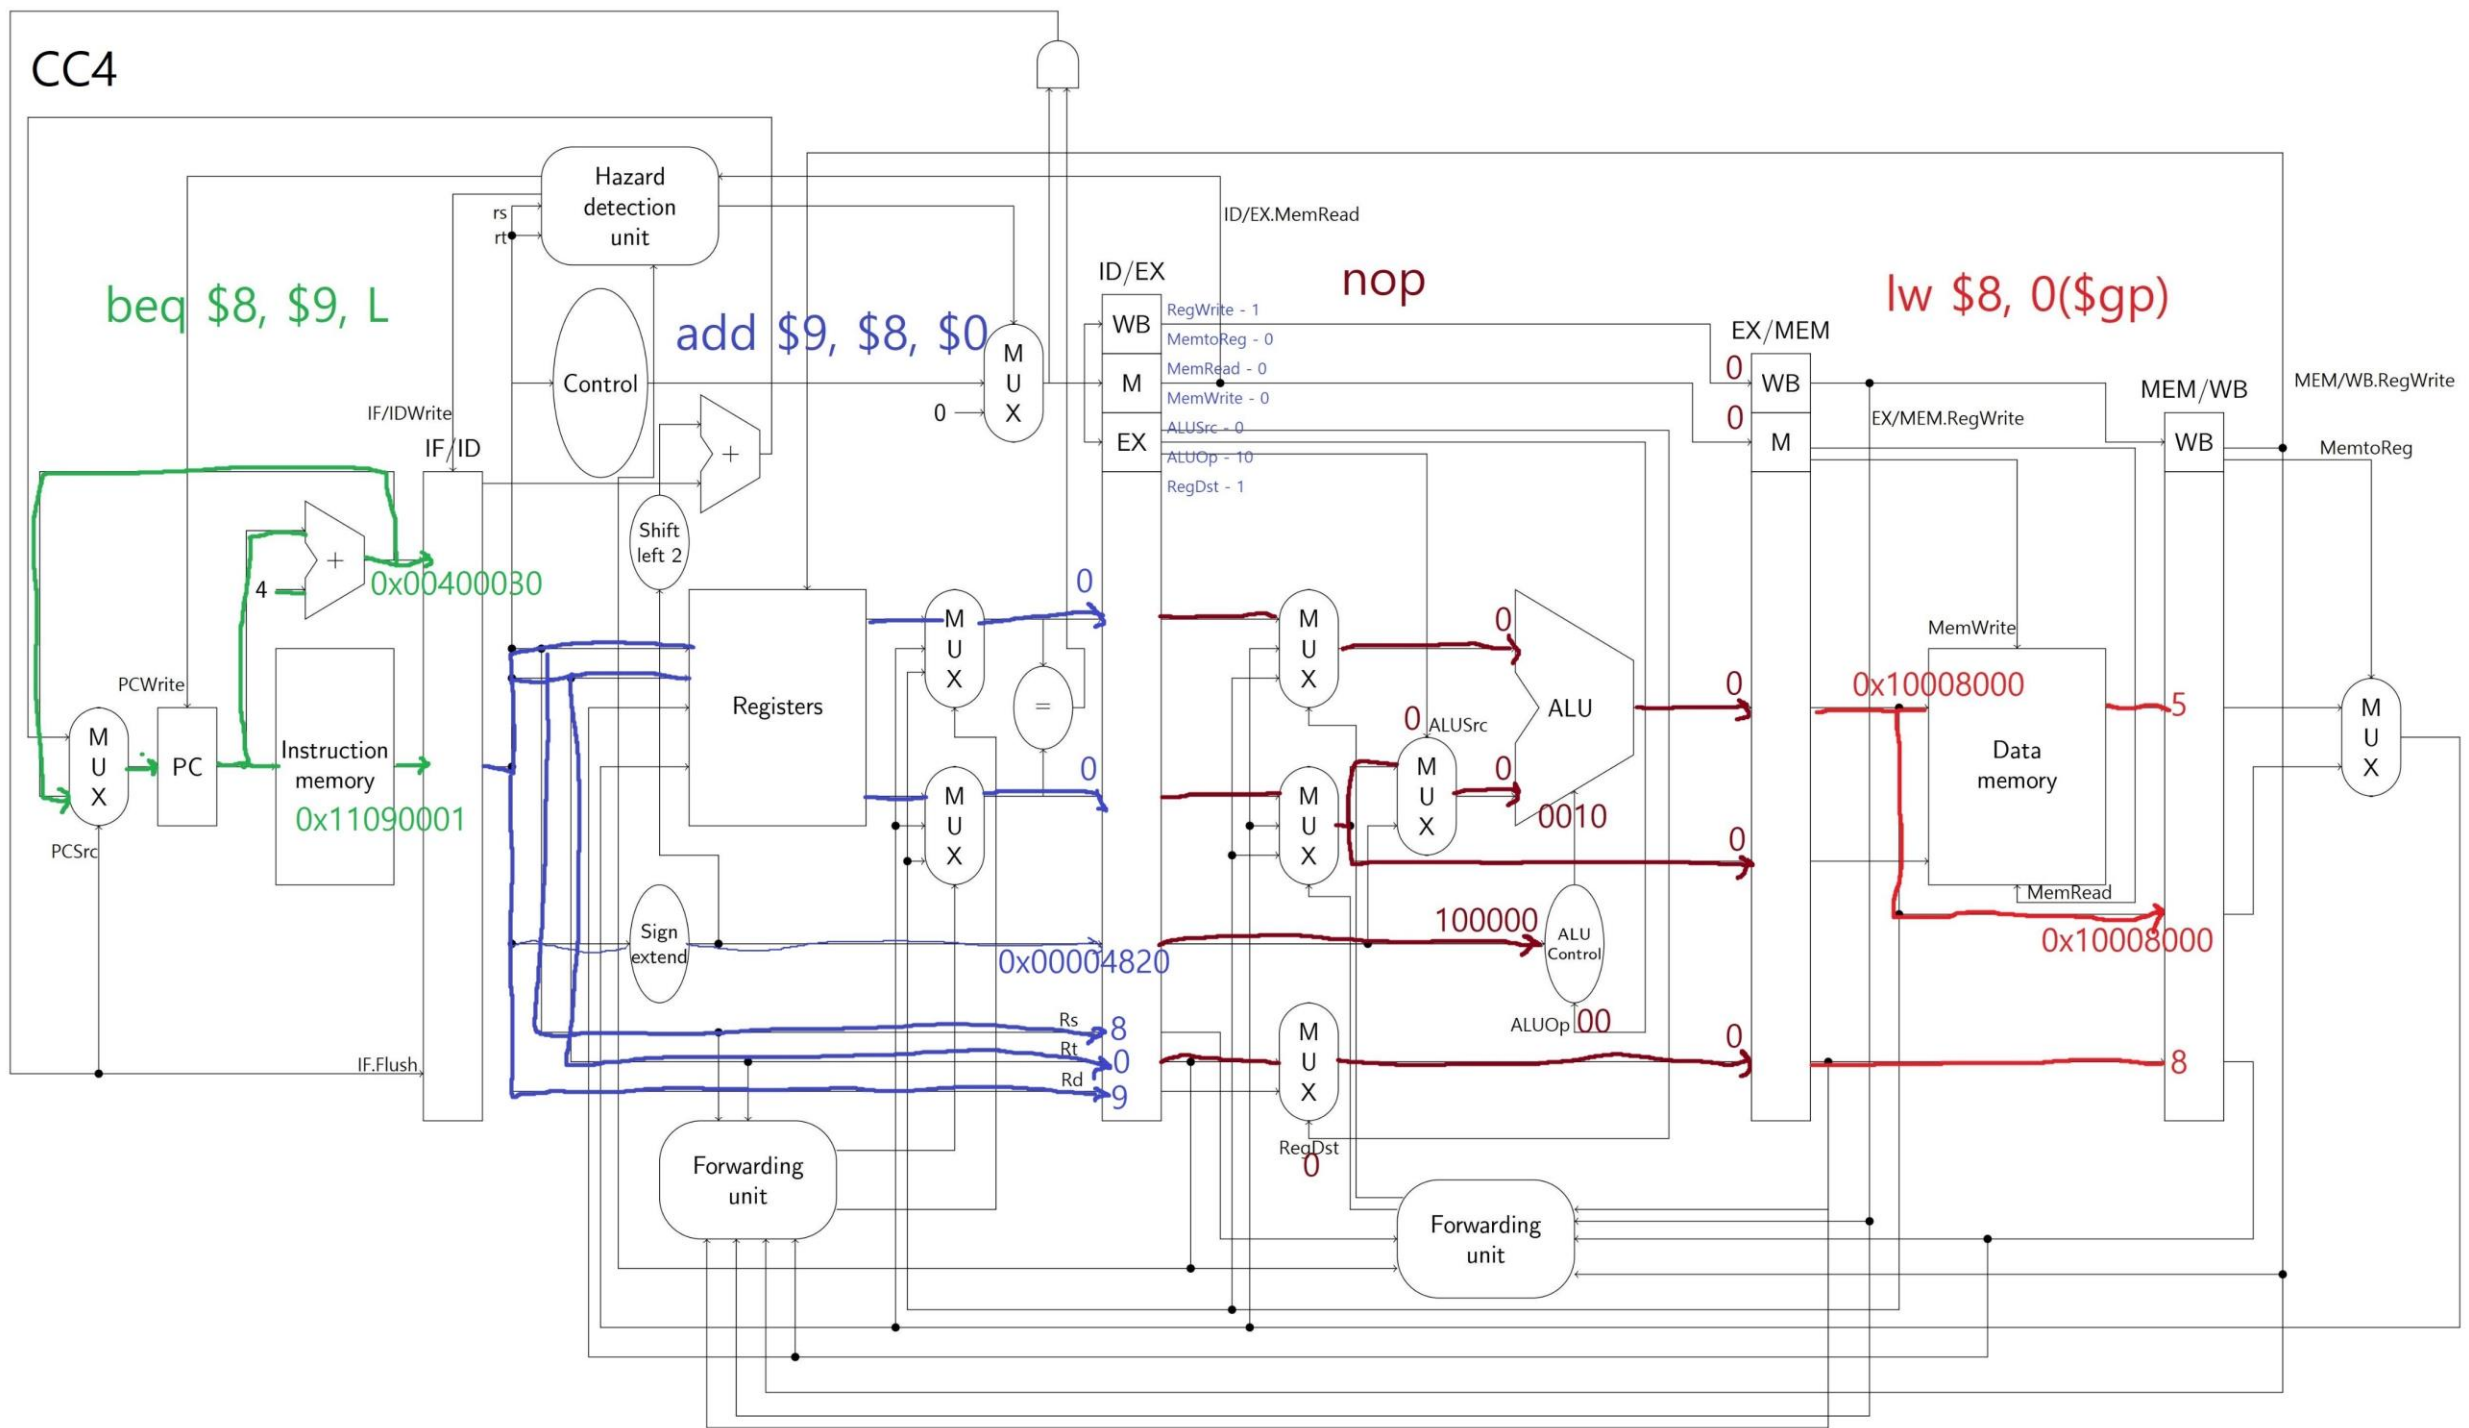 CC4
Hazard
detection
unit
rs
rt
ID/EX.MemRead
beq $8, $9, L
add $9, $8, $0
nop
lw $8, 0($gp)
ID/EX
WB
M
EX
RegWrite - 1
MemtoReg - 0
MemRead - 0
MemWrite - 0
ALUSrc - 0
ALUOp - 10
RegDst - 1
Control
M
U
X
0
EX/MEM
0
WB
0
M
EX/MEM.RegWrite
MEM/WB.RegWrite
MEM/WB
WB
MemtoReg
IF/IDWrite
IF/ID
+
Shift
left 2
+
4
0x00400030
PCWrite
M
U
X
PC
Instruction
memory
0x11090001
PCSrc
IF.Flush
Registers
M
U
X
M
U
X
=
0
0
Sign
extend
0x00004820
Rs
8
Rt
0
Rd
9
Forwarding
unit
M
U
X
M
U
X
0
ALUSrc
M
U
X
0
0
ALU
0010
100000
ALU
Control
ALUOp
00
M
U
X
RegDst
0
0
0
0
Forwarding
unit
MemWrite
0x10008000
Data
memory
MemRead
5
0x10008000
8
M
U
X